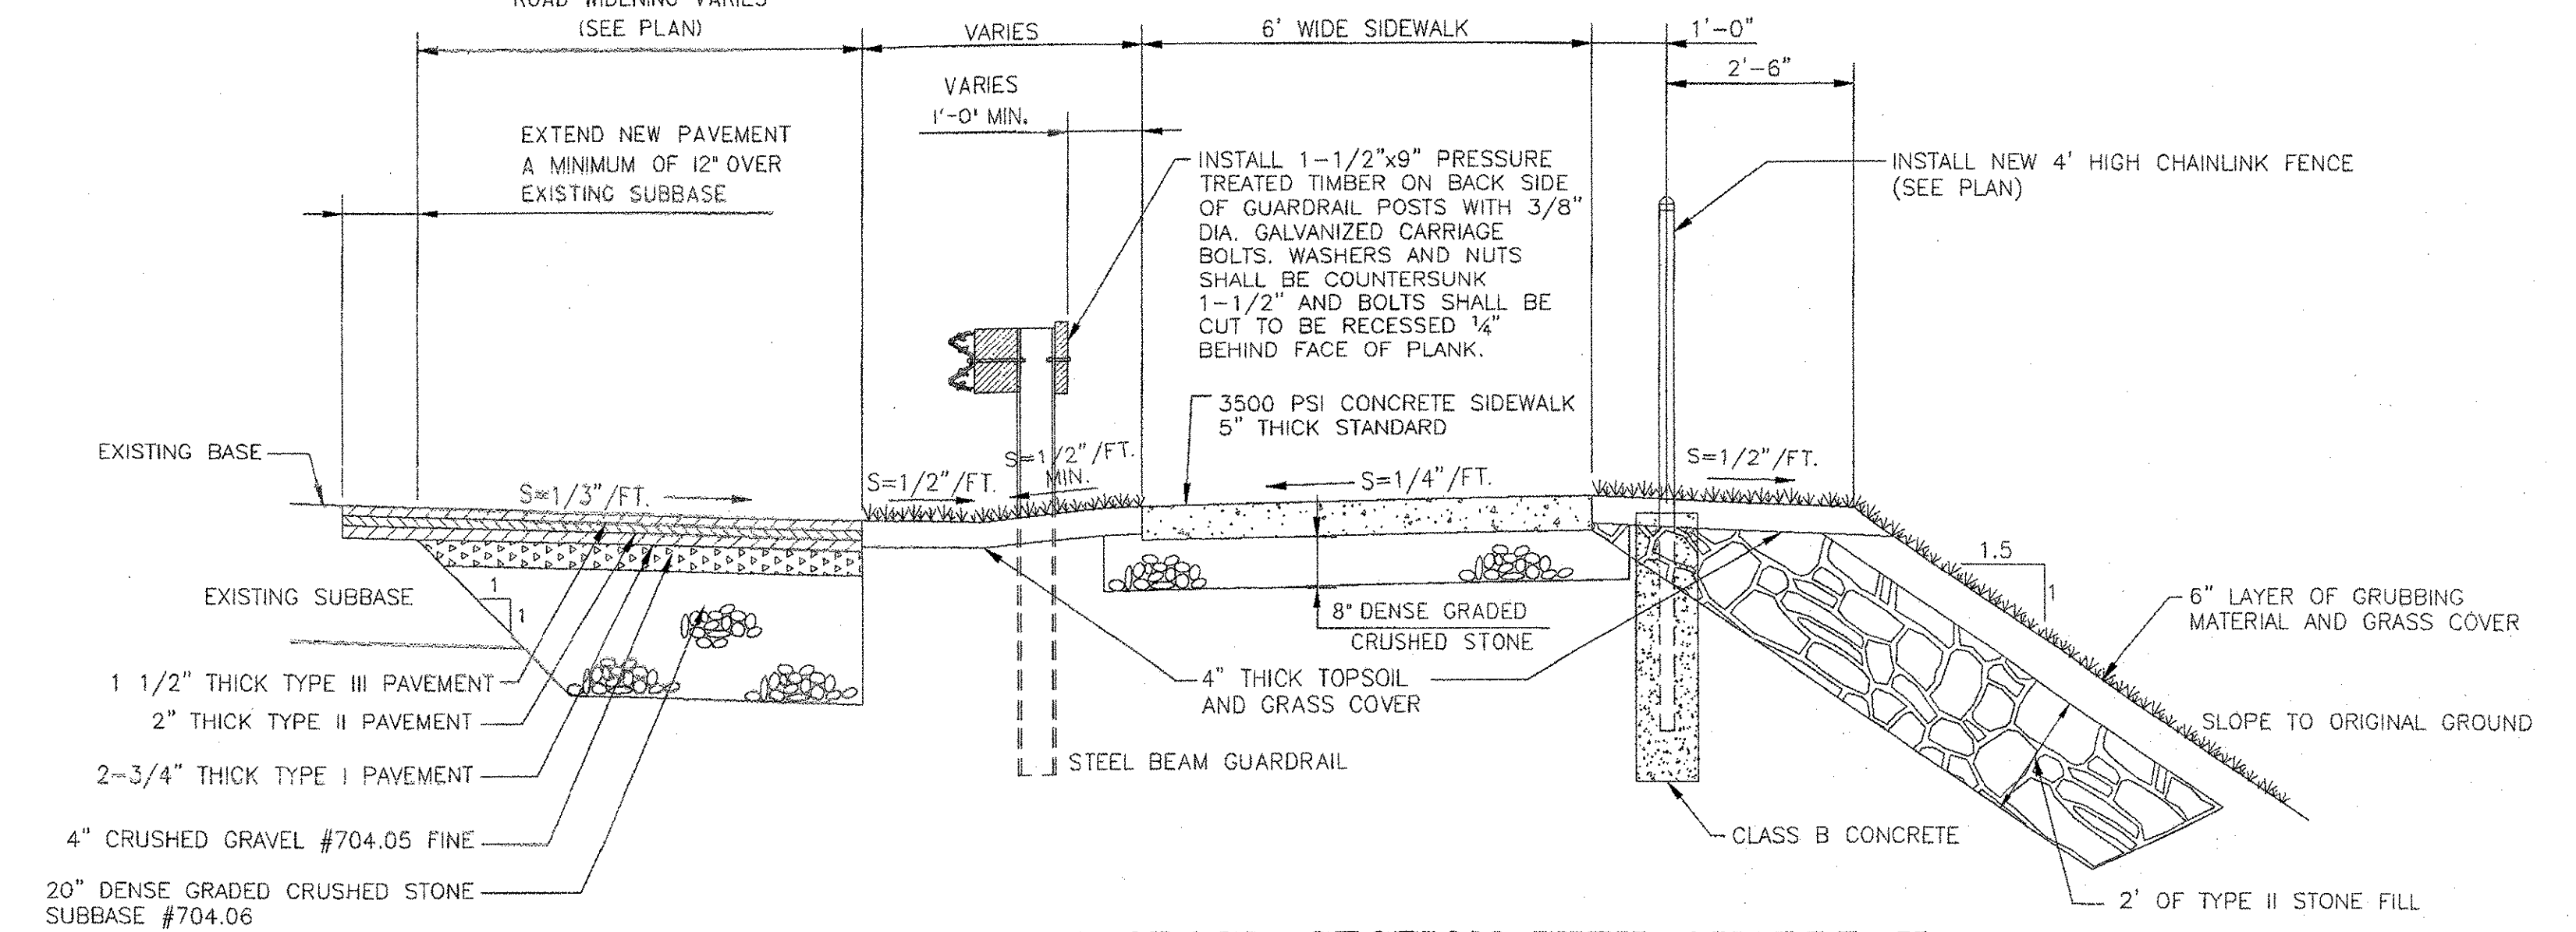 ROAD WIDENING VARIES
(SEE PLAN)
VARIES
6' WIDE SIDEWALK
1'-0"
2'-6"
VARIES
1'-0" MIN.
EXTEND NEW PAVEMENT
A MINIMUM OF 12" OVER
EXISTING SUBBASE
INSTALL 1-1/2"x9" PRESSURE
TREATED TIMBER ON BACK SIDE
OF GUARDRAIL POSTS WITH 3/8"
DIA. GALVANIZED CARRIAGE
BOLTS. WASHERS AND NUTS
SHALL BE COUNTERSUNK
1-1/2" AND BOLTS SHALL BE
CUT TO BE RECESSED ¼"
BEHIND FACE OF PLANK.
INSTALL NEW 4' HIGH CHAINLINK FENCE
(SEE PLAN)
3500 PSI CONCRETE SIDEWALK
5" THICK STANDARD
EXISTING BASE
S=1/3"/FT.
S=1/2"/FT.
S=1/2"/FT.
MIN.
S=1/4"/FT.
S=1/2"/FT.
1.5
1
EXISTING SUBBASE
1
1
8" DENSE GRADED
CRUSHED STONE
6" LAYER OF GRUBBING
MATERIAL AND GRASS COVER
1 1/2" THICK TYPE III PAVEMENT
4" THICK TOPSOIL
AND GRASS COVER
2" THICK TYPE II PAVEMENT
SLOPE TO ORIGINAL GROUND
2-3/4" THICK TYPE I PAVEMENT
STEEL BEAM GUARDRAIL
4" CRUSHED GRAVEL #704.05 FINE
CLASS B CONCRETE
20" DENSE GRADED CRUSHED STONE
SUBBASE #704.06
2' OF TYPE II STONE FILL